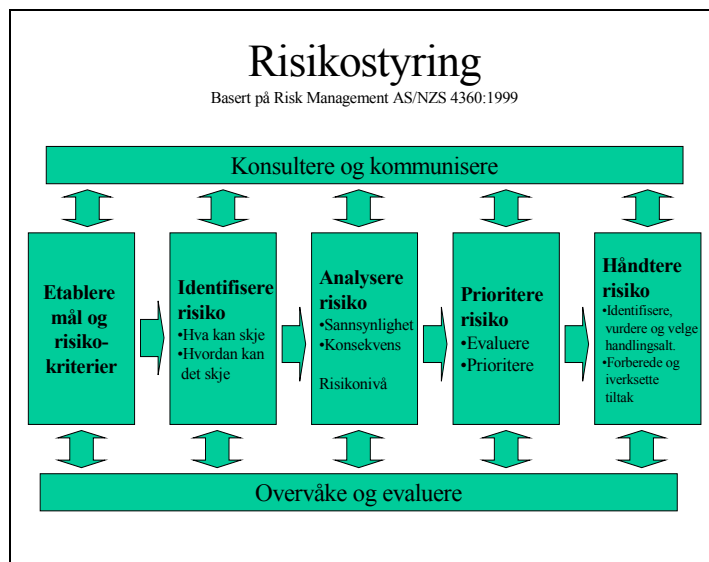 Risikostyring
Basert på Risk Management AS/NZS 4360:1999
Konsultere og kommunisere
Etablere
mål og
risiko-
kriterier
Identifisere
risiko
•Hva kan skje
•Hvordan kan
det skje
Analysere
risiko
•Sannsynlighet
•Konsekvens
Risikonivå
Prioritere
risiko
•Evaluere
•Prioritere
Håndtere
risiko
•Identifisere,
vurdere og velge
handlingsalt.
•Forberede og
iverksette
tiltak
Overvåke og evaluere